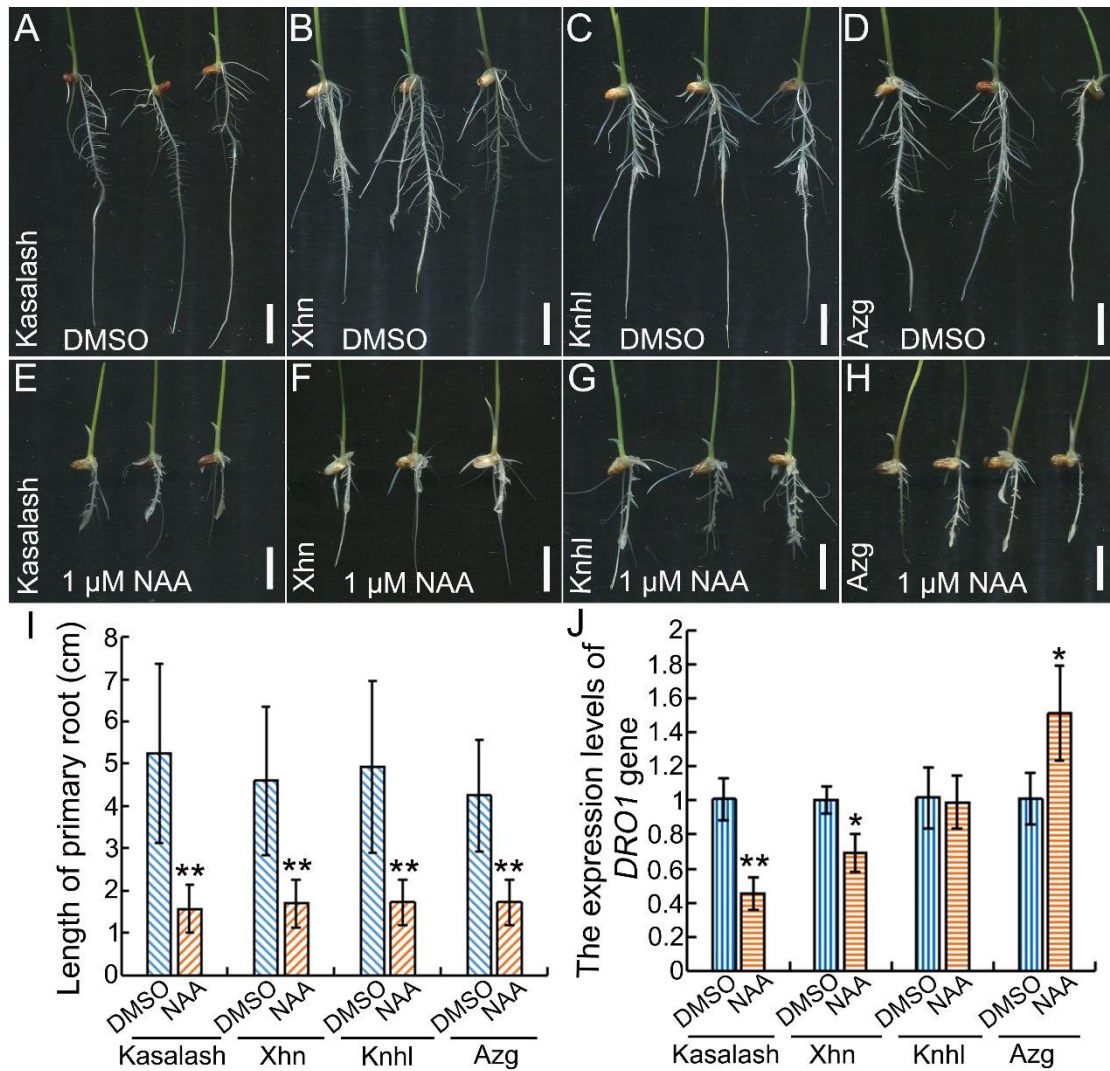 A
B
C
D
Kasalash
DMSO
Xhn
DMSO
Knhl
DMSO
Azg
DMSO
E
F
G
H
Kasalash
1 µM NAA
Xhn
1 µM NAA
Knhl
1 µM NAA
Azg
1 µM NAA
I
Length of primary root (cm)
8
7
6
5
4
3
2
1
0
**
**
**
**
DMSO
NAA
DMSO
NAA
DMSO
NAA
DMSO
NAA
Kasalash
Xhn
Knhl
Azg
J
The expression levels of
DRO1 gene
2
1.8
1.6
1.4
1.2
1
0.8
0.6
0.4
0.2
0
**
*
*
DMSO
NAA
DMSO
NAA
DMSO
NAA
DMSO
NAA
Kasalash
Xhn
Knhl
Azg